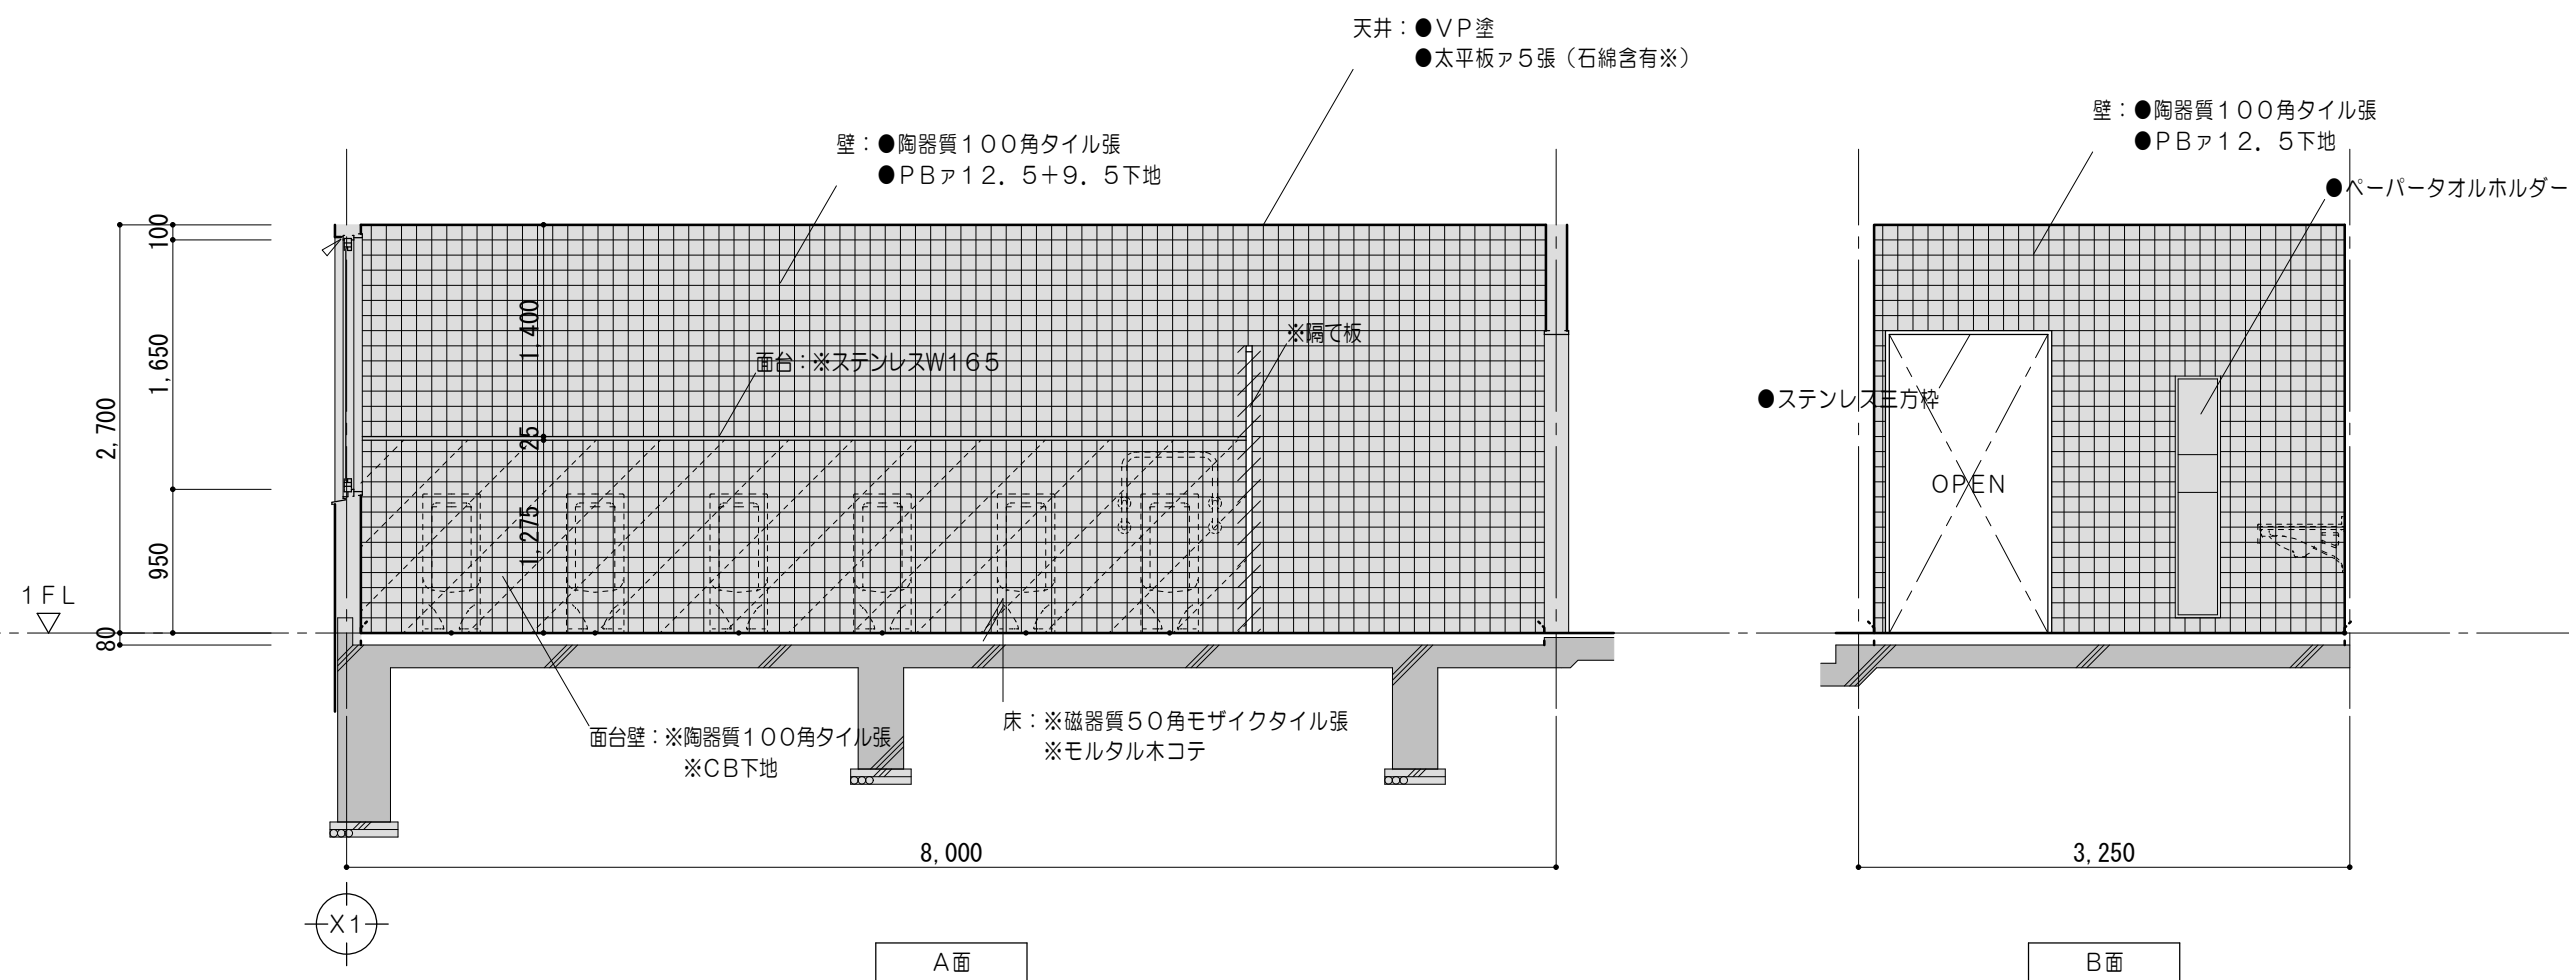 天井：●ＶＰ塗
●太平板ァ５張（石綿含有※）
壁：●陶器質１００角タイル張
●ＰＢァ１２．５＋９．５下地
壁：●陶器質１００角タイル張
●ＰＢァ１２．５下地
●ペーパータオルホルダー
100
1,650
950
2,700
80
1ＦＬ
1,400
25
1,275
※隔て板
面台：※ステンレスW１６５
●ステンレス三方枠
OPEN
面台壁：※陶器質１００角タイル張
※ＣＢ下地
床：※磁器質５０角モザイクタイル張
※モルタル木コテ
8,000
3,250
X1
Ａ面
Ｂ面